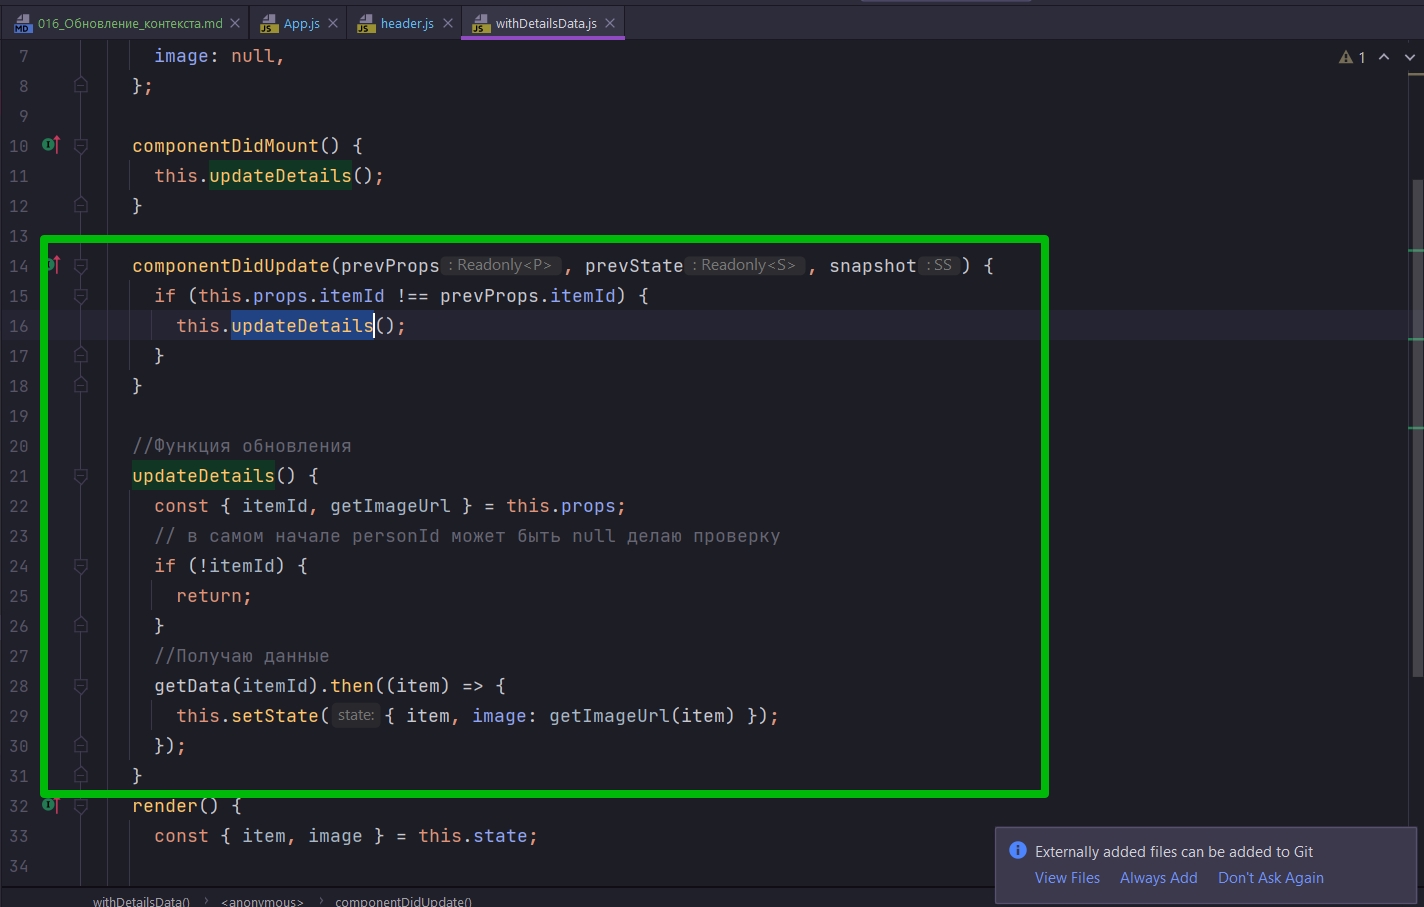 016_Обновление_контекста.md App.js header.js withDetailsData.js
7 image: null,
1
8 };
9
10 componentDidMount() {
11 this.updateDetails();
12 }
13
14 componentDidUpdate(prevProps : Readonly<P> , prevState : Readonly<S> , snapshot : SS ) {
15 if (this.props.itemId !== prevProps.itemId) {
16 this.updateDetails();
17 }
18 }
19
20 //Функция обновления
21 updateDetails() {
22 const { itemId, getImageUrl } = this.props;
23 // в самом начале personId может быть null делаю проверку
24 if (!itemId) {
25 return;
26 }
27 //Получаю данные
28 getData(itemId).then((item) => {
29 this.setState( state: { item, image: getImageUrl(item) });
30 });
31 }
32 render() {
33 const { item, image } = this.state;
34
Externally added files can be added to Git
View Files Always Add Don't Ask Again
withDetailsData() › <anonymous> › componentDidUpdate()